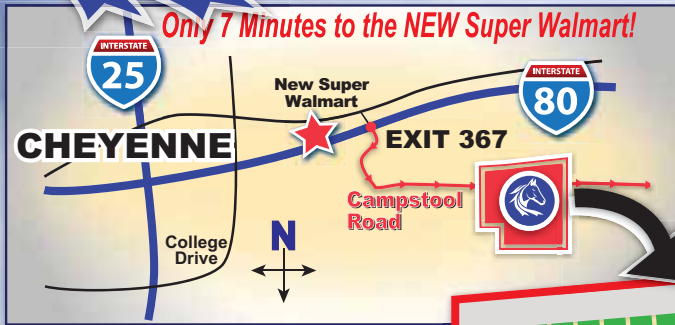 Only 7 Minutes to the NEW Super Walmart!
INTERSTATE
25
New Super
Walmart
INTERSTATE
80
CHEYENNE
EXIT 367
Campstool
Road
College
Drive
N